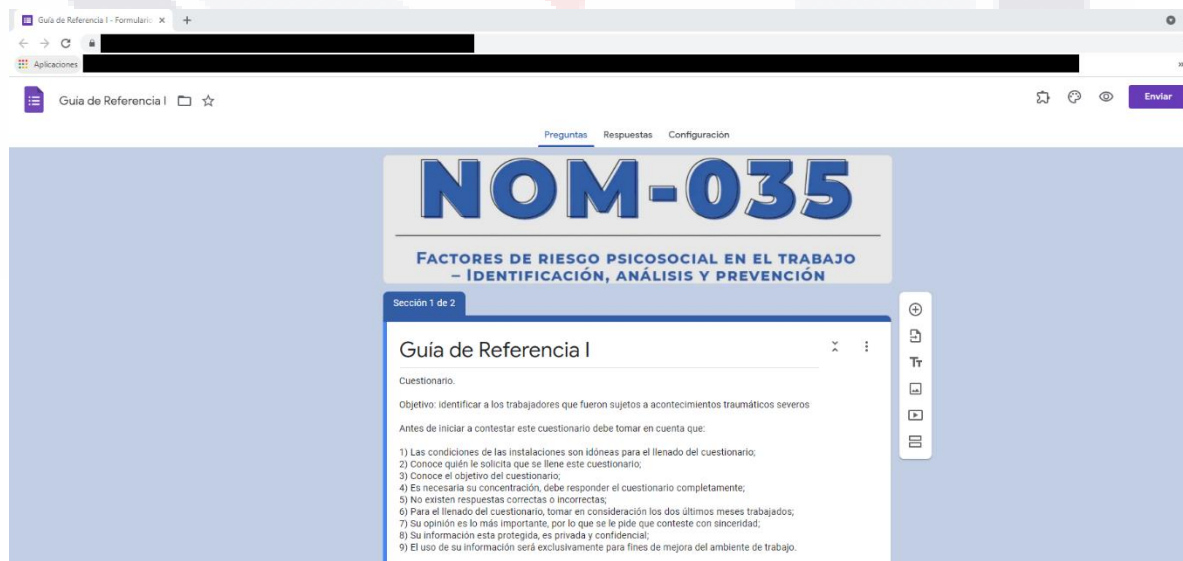 Guía de Referencia I - Formulario
Aplicaciones
Guía de Referencia I
Enviar
Preguntas Respuestas Configuración
NOM-035
FACTORES DE RIESGO PSICOSOCIAL EN EL TRABAJO
– IDENTIFICACIÓN, ANÁLISIS Y PREVENCIÓN
Sección 1 de 2
Guía de Referencia I
Cuestionario.
Objetivo: identificar a los trabajadores que fueron sujetos a acontecimientos traumáticos severos
Antes de iniciar a contestar este cuestionario debe tomar en cuenta que:
1) Las condiciones de las instalaciones son idóneas para el llenado del cuestionario;
2) Conoce quién le solicita que se llene este cuestionario;
3) Conoce el objetivo del cuestionario;
4) Es necesaria su concentración, debe responder el cuestionario completamente;
5) No existen respuestas correctas o incorrectas;
6) Para el llenado del cuestionario, tomar en consideración los dos últimos meses trabajados;
7) Su opinión es lo más importante, por lo que se le pide que conteste con sinceridad;
8) Su información esta protegida, es privada y confidencial;
9) El uso de su información será exclusivamente para fines de mejora del ambiente de trabajo.